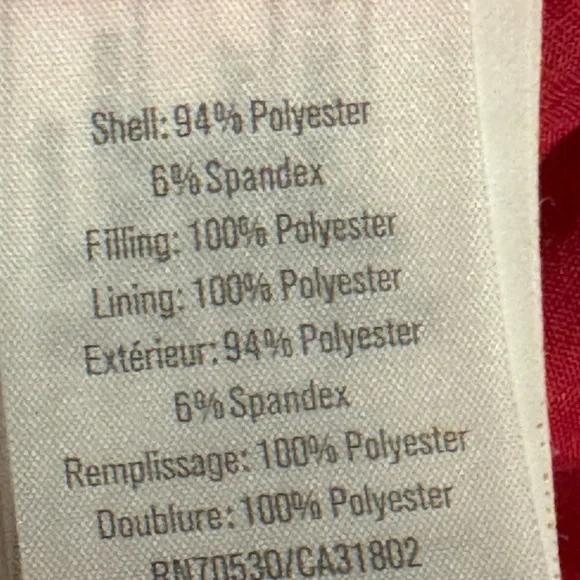 Shell: 94% Polyester
6% Spandex
Filling: 100% Polyester
Lining: 100% Polyester
Extérieur: 94% Polyester
6% Spandex
Remplissage: 100% Polyester
Doublure: 100% Polyester
RN70530/CA31802